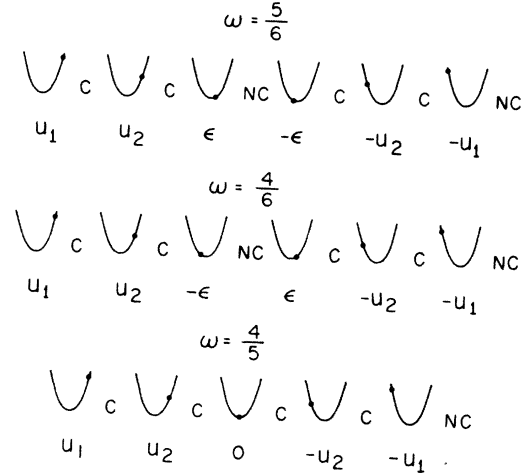 ω = 5/6
C C NC C C NC
u₁ u₂ ϵ -ϵ -u₂ -u₁
ω = 4/6
C C NC C C NC
u₁ u₂ -ϵ ϵ -u₂ -u₁
ω = 4/5
C C C C NC
u₁ u₂ 0 -u₂ -u₁